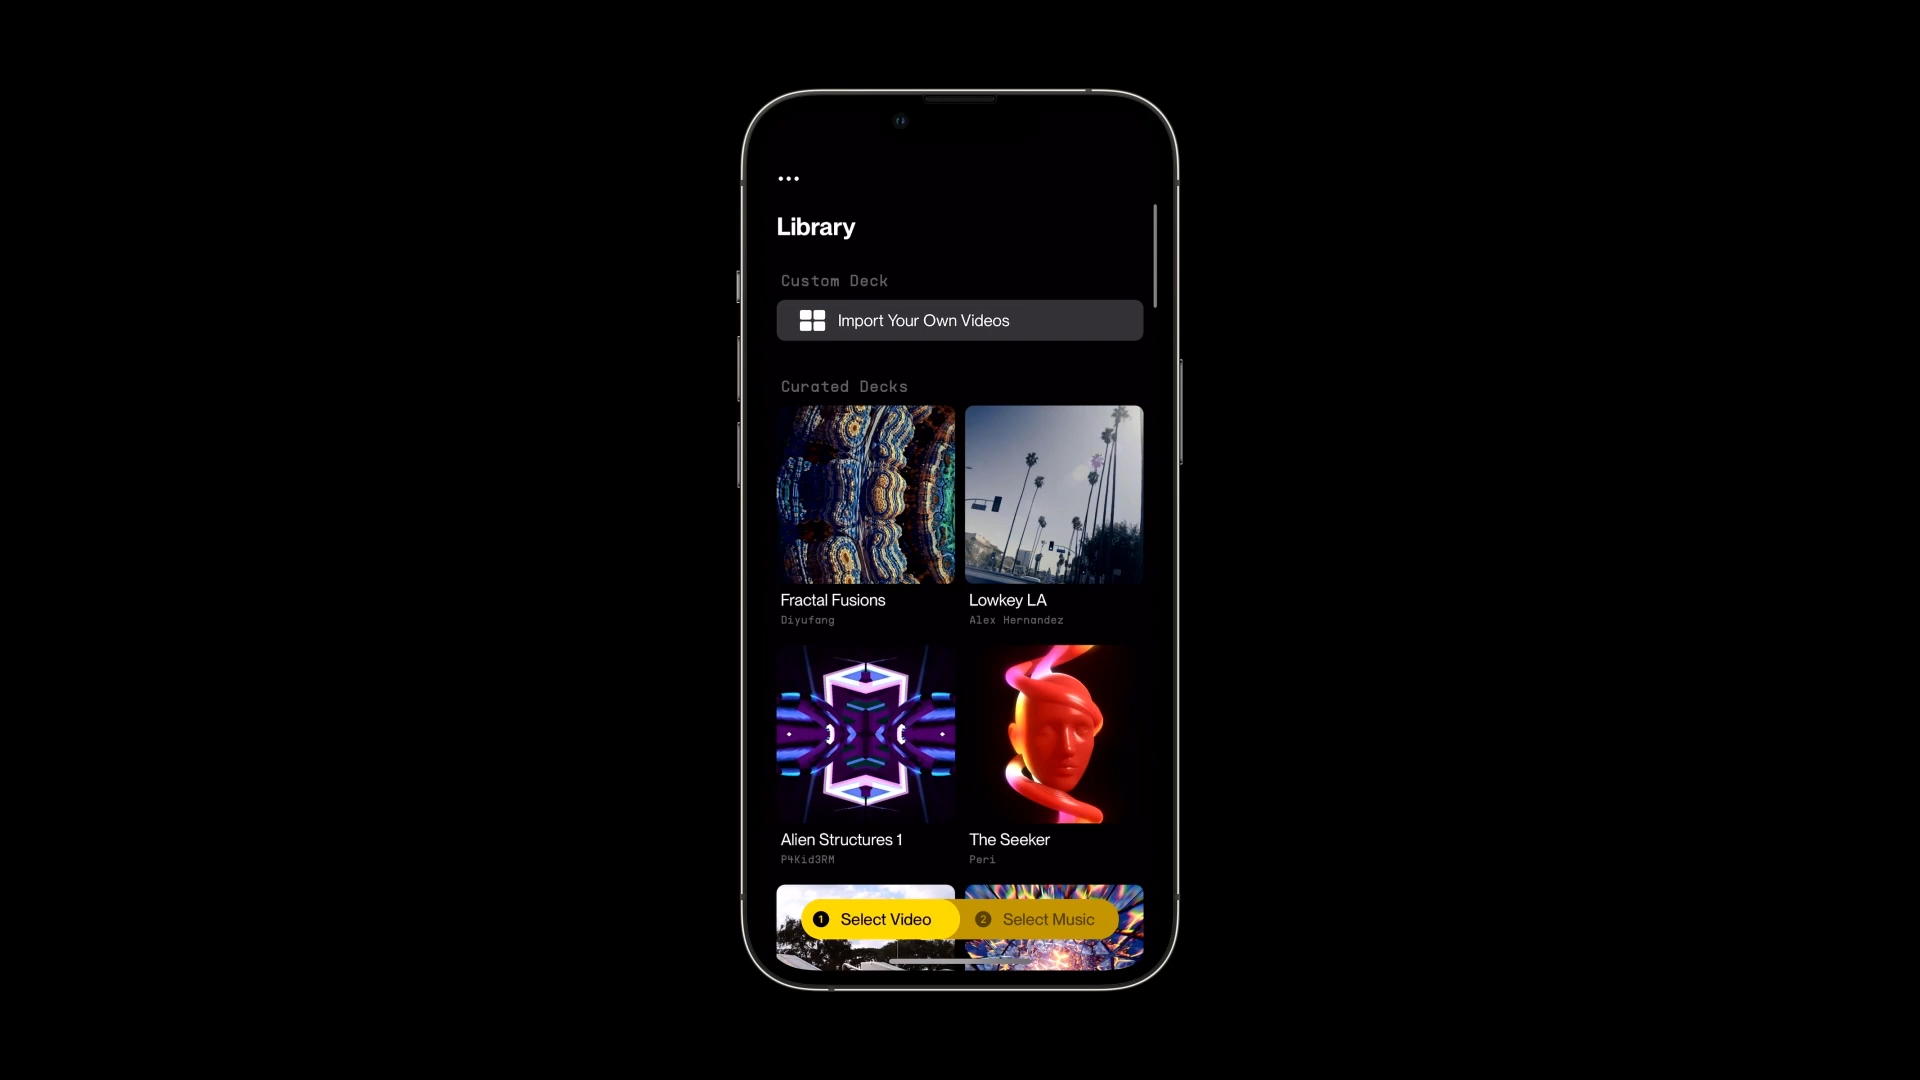 Library
Custom Deck
Import Your Own Videos
Curated Decks
Fractal Fusions
Diyufang
Lowkey LA
Alex Hernandez
Alien Structures 1
P4Kid3RM
The Seeker
Peri
1 Select Video
2 Select Music